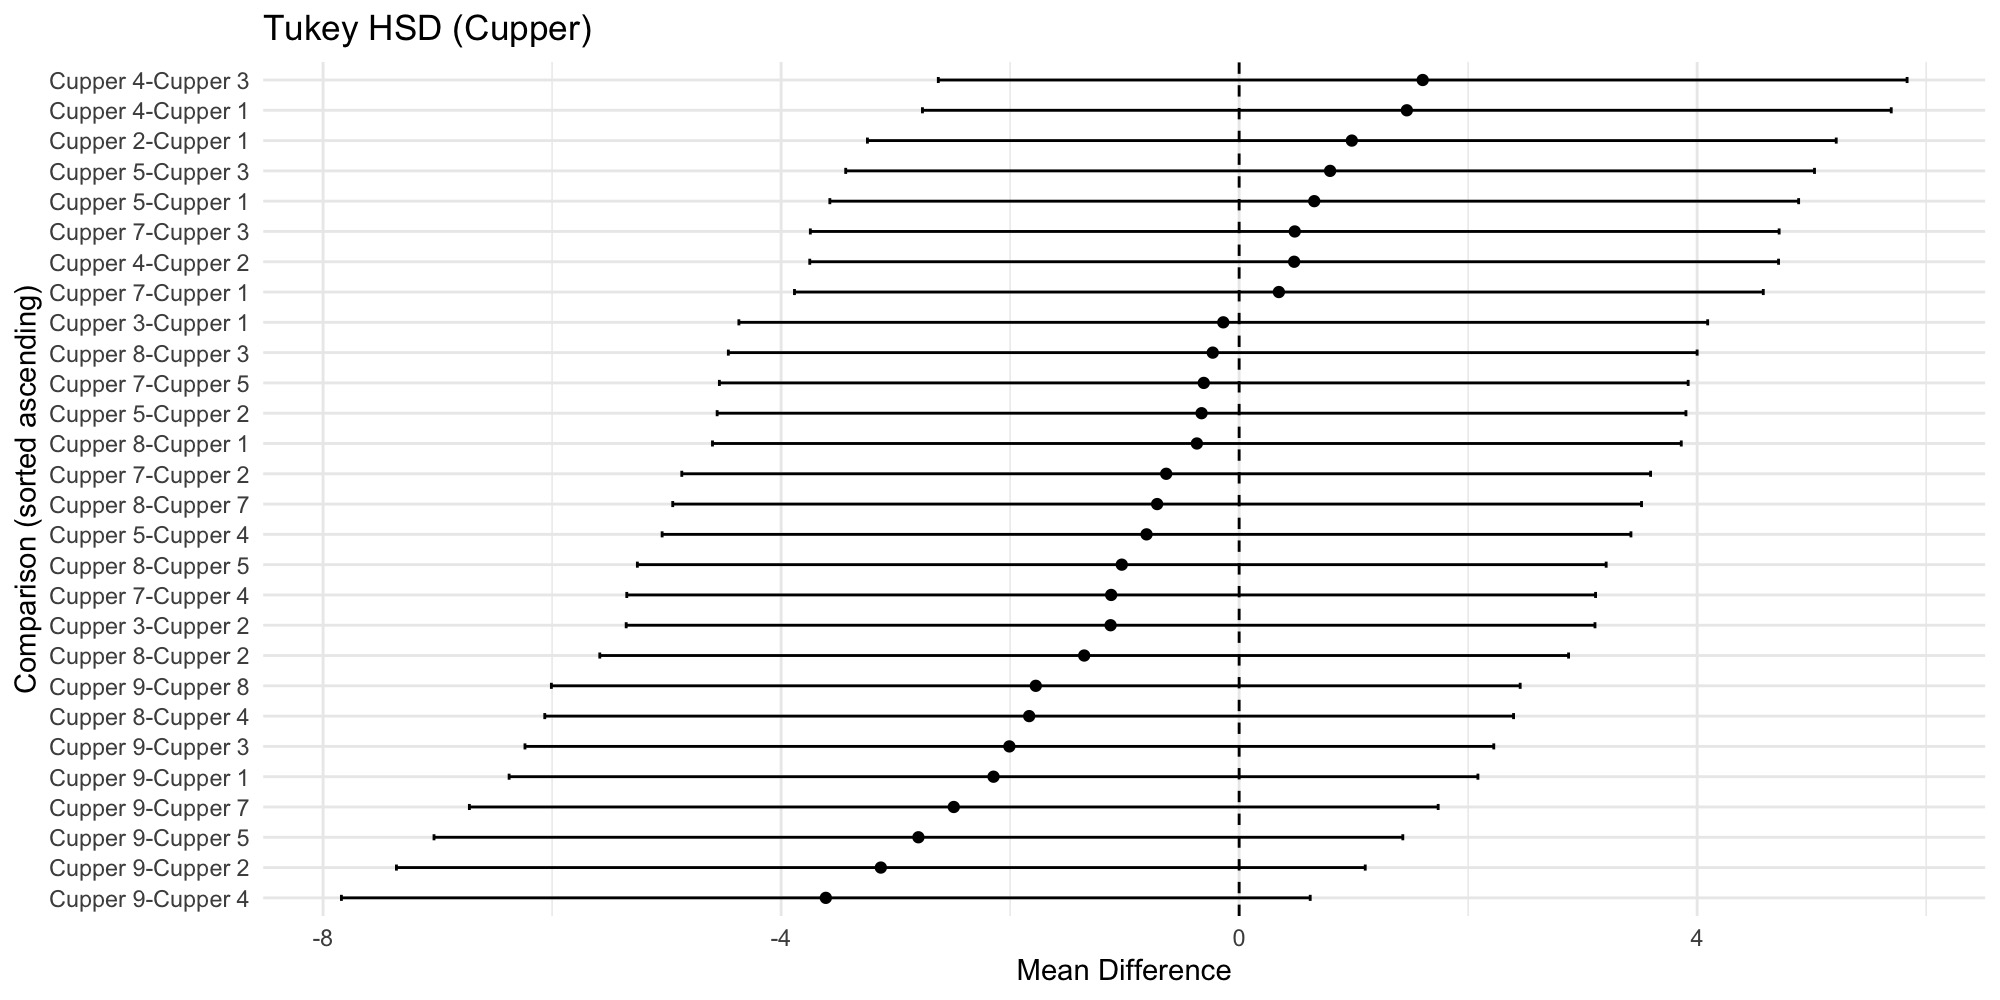 Tukey HSD (Cupper)
Comparison (sorted ascending)
Cupper 4-Cupper 3
Cupper 4-Cupper 1
Cupper 2-Cupper 1
Cupper 5-Cupper 3
Cupper 5-Cupper 1
Cupper 7-Cupper 3
Cupper 4-Cupper 2
Cupper 7-Cupper 1
Cupper 3-Cupper 1
Cupper 8-Cupper 3
Cupper 7-Cupper 5
Cupper 5-Cupper 2
Cupper 8-Cupper 1
Cupper 7-Cupper 2
Cupper 8-Cupper 7
Cupper 5-Cupper 4
Cupper 8-Cupper 5
Cupper 7-Cupper 4
Cupper 3-Cupper 2
Cupper 8-Cupper 2
Cupper 9-Cupper 8
Cupper 8-Cupper 4
Cupper 9-Cupper 3
Cupper 9-Cupper 1
Cupper 9-Cupper 7
Cupper 9-Cupper 5
Cupper 9-Cupper 2
Cupper 9-Cupper 4
-8 -4 0 4
Mean Difference